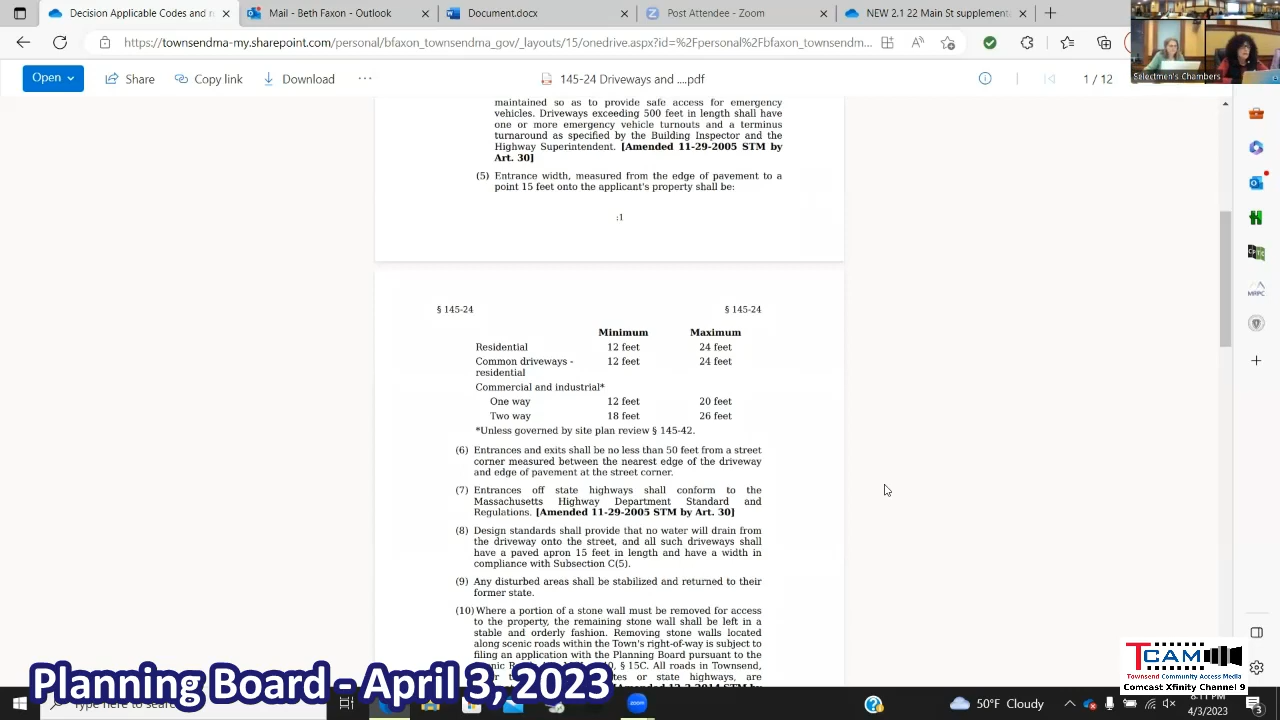 Decision Applicable Codes and r
Mail - Beth Faxon - Outlook
Documents
Post Attendee - Zoom
NEW 2.1 22 Main
https://townsendma-my.sharepoint.com/personal/bfaxon_townsendma_gov/_layouts/15/onedrive.aspx?id=%2Fpersonal%2Fbfaxon_townsendm...
Selectmen's Chambers
Open
Share
Copy link
Download
145-24 Driveways and ....pdf
1 / 12
maintained so as to provide safe access for emergency
vehicles. Driveways exceeding 500 feet in length shall have
one or more emergency vehicle turnouts and a terminus
turnaround as specified by the Building Inspector and the
Highway Superintendent. [Amended 11-29-2005 STM by
Art. 30]
(5) Entrance width, measured from the edge of pavement to a
point 15 feet onto the applicant's property shall be:
:1
§ 145-24 § 145-24
Minimum Maximum
Residential 12 feet 24 feet
Common driveways - 12 feet 24 feet
residential
Commercial and industrial*
One way 12 feet 20 feet
Two way 18 feet 26 feet
*Unless governed by site plan review § 145-42.
(6) Entrances and exits shall be no less than 50 feet from a street
corner measured between the nearest edge of the driveway
and edge of pavement at the street corner.
(7) Entrances off state highways shall conform to the
Massachusetts Highway Department Standard and
Regulations. [Amended 11-29-2005 STM by Art. 30]
(8) Design standards shall provide that no water will drain from
the driveway onto the street, and all such driveways shall
have a paved apron 15 feet in length and have a width in
compliance with Subsection C(5).
(9) Any disturbed areas shall be stabilized and returned to their
former state.
(10) Where a portion of a stone wall must be removed for access
to the property, the remaining stone wall shall be left in a
stable and orderly fashion. Removing stone walls located
along scenic roads within the Town's right-of-way is subject to
filing an application with the Planning Board pursuant to the
§ 15C. All roads in Townsend,
or state highways, are
CPTC
MRPC
Planning Board - April 3, 2023
TCAM
Townsend Community Access Media
Comcast Xfinity Channel 9
Type here to search
zoom
50°F Cloudy
6:11 PM
4/3/2023
3